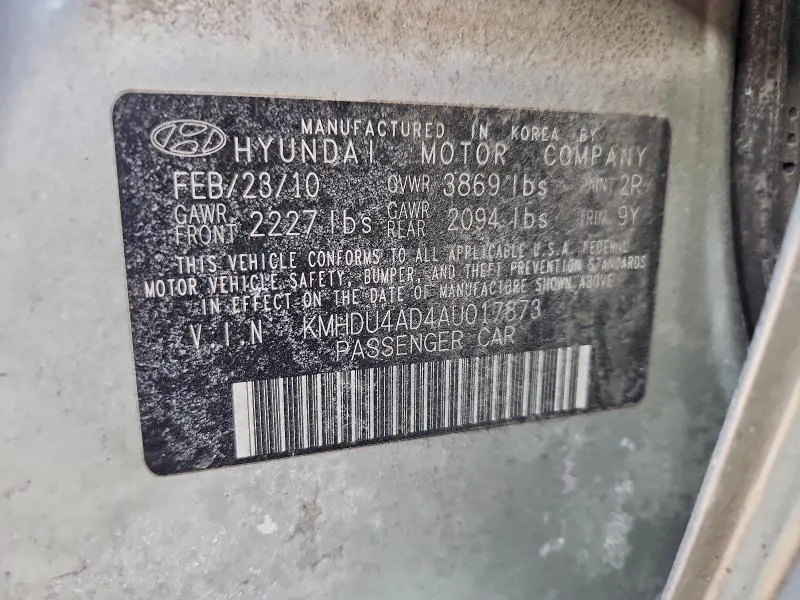 MANUFACTURED IN KOREA BY
HYUNDAI MOTOR COMPANY
FEB/23/10 GVWR 3869 lbs PAINT 2R
GAWR FRONT 2227 lbs GAWR REAR 2094 lbs TRIM 9Y
THIS VEHICLE CONFORMS TO ALL APPLICABLE U.S.A. FEDERAL
MOTOR VEHICLE SAFETY, BUMPER, AND THEFT PREVENTION STANDARDS
IN EFFECT ON THE DATE OF MANUFACTURE SHOWN ABOVE
V.I.N KMHDU4AD4AU017873
PASSENGER CAR